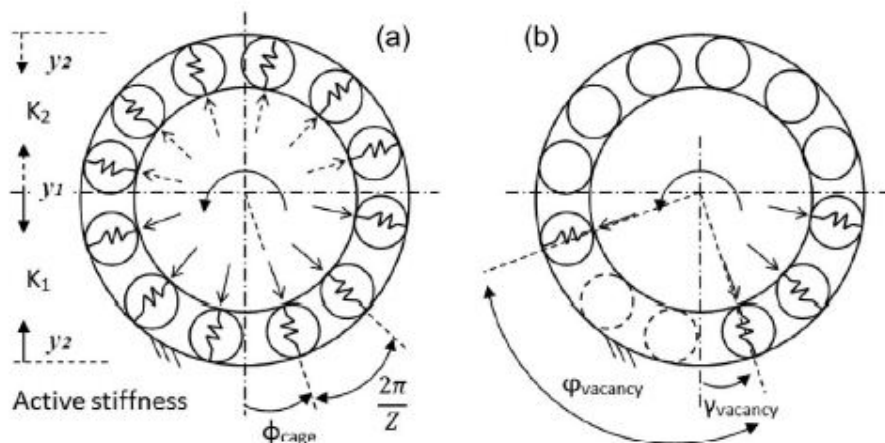 (a)
y2
K2
y1
K1
y2
Active stiffness
ϕcage
2π
Z
(b)
φvacancy
γvacancy